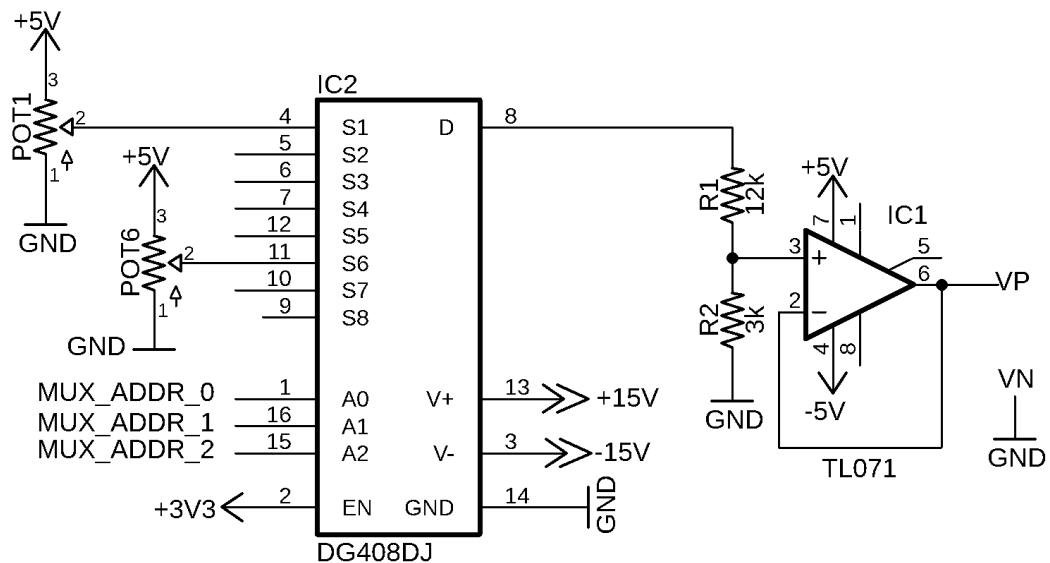 +5V
3
POT1
2
1
GND
+5V
3
POT6
2
1
GND
IC2
4 S1 D 8
5 S2
6 S3
7 S4
12 S5
11 S6
10 S7
9 S8
MUX_ADDR_0 1 A0 V+ 13 +15V
MUX_ADDR_1 16 A1
MUX_ADDR_2 15 A2 V- 3 -15V
+3V3 2 EN GND 14 GND
DG408DJ
R1
12k
R2
3k
GND
+5V
7
1
IC1
3
+
5
6
VP
2
-
4
8
-5V
TL071
VN
GND